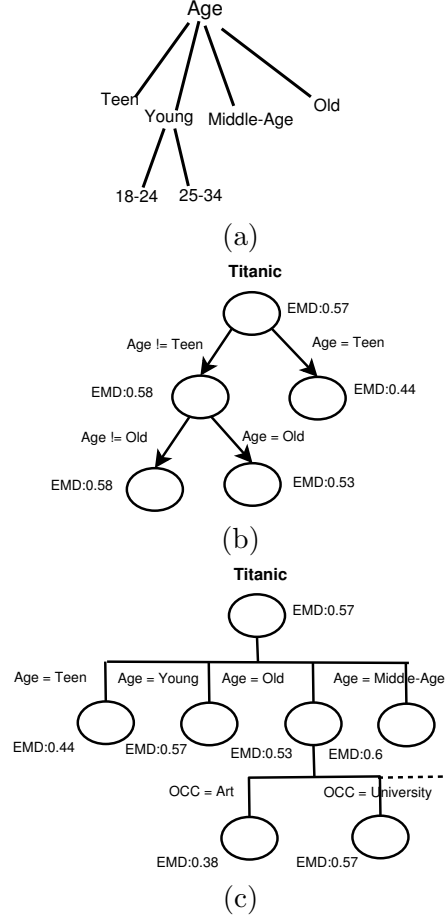 Age
Teen
Young
Middle-Age
Old
18-24
25-34
(a)
Titanic
EMD:0.57
Age != Teen
Age = Teen
EMD:0.58
EMD:0.44
Age != Old
Age = Old
EMD:0.58
EMD:0.53
(b)
Titanic
EMD:0.57
Age = Teen
Age = Young
Age = Old
Age = Middle-Age
EMD:0.44
EMD:0.57
EMD:0.53
EMD:0.6
OCC = Art
OCC = University
EMD:0.38
EMD:0.57
(c)